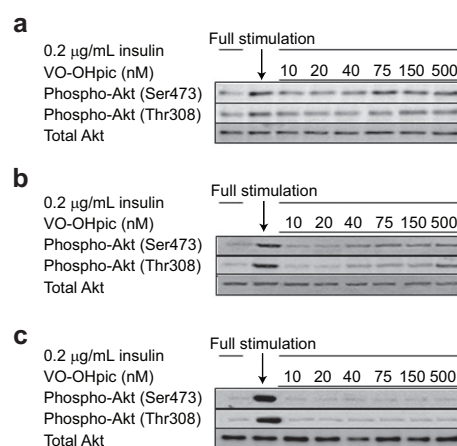 a
Full stimulation
0.2 μg/mL insulin
VO-OHpic (nM) 10 20 40 75 150 500
Phospho-Akt (Ser473)
Phospho-Akt (Thr308)
Total Akt
b
Full stimulation
0.2 μg/mL insulin
VO-OHpic (nM) 10 20 40 75 150 500
Phospho-Akt (Ser473)
Phospho-Akt (Thr308)
Total Akt
c
Full stimulation
0.2 μg/mL insulin
VO-OHpic (nM) 10 20 40 75 150 500
Phospho-Akt (Ser473)
Phospho-Akt (Thr308)
Total Akt